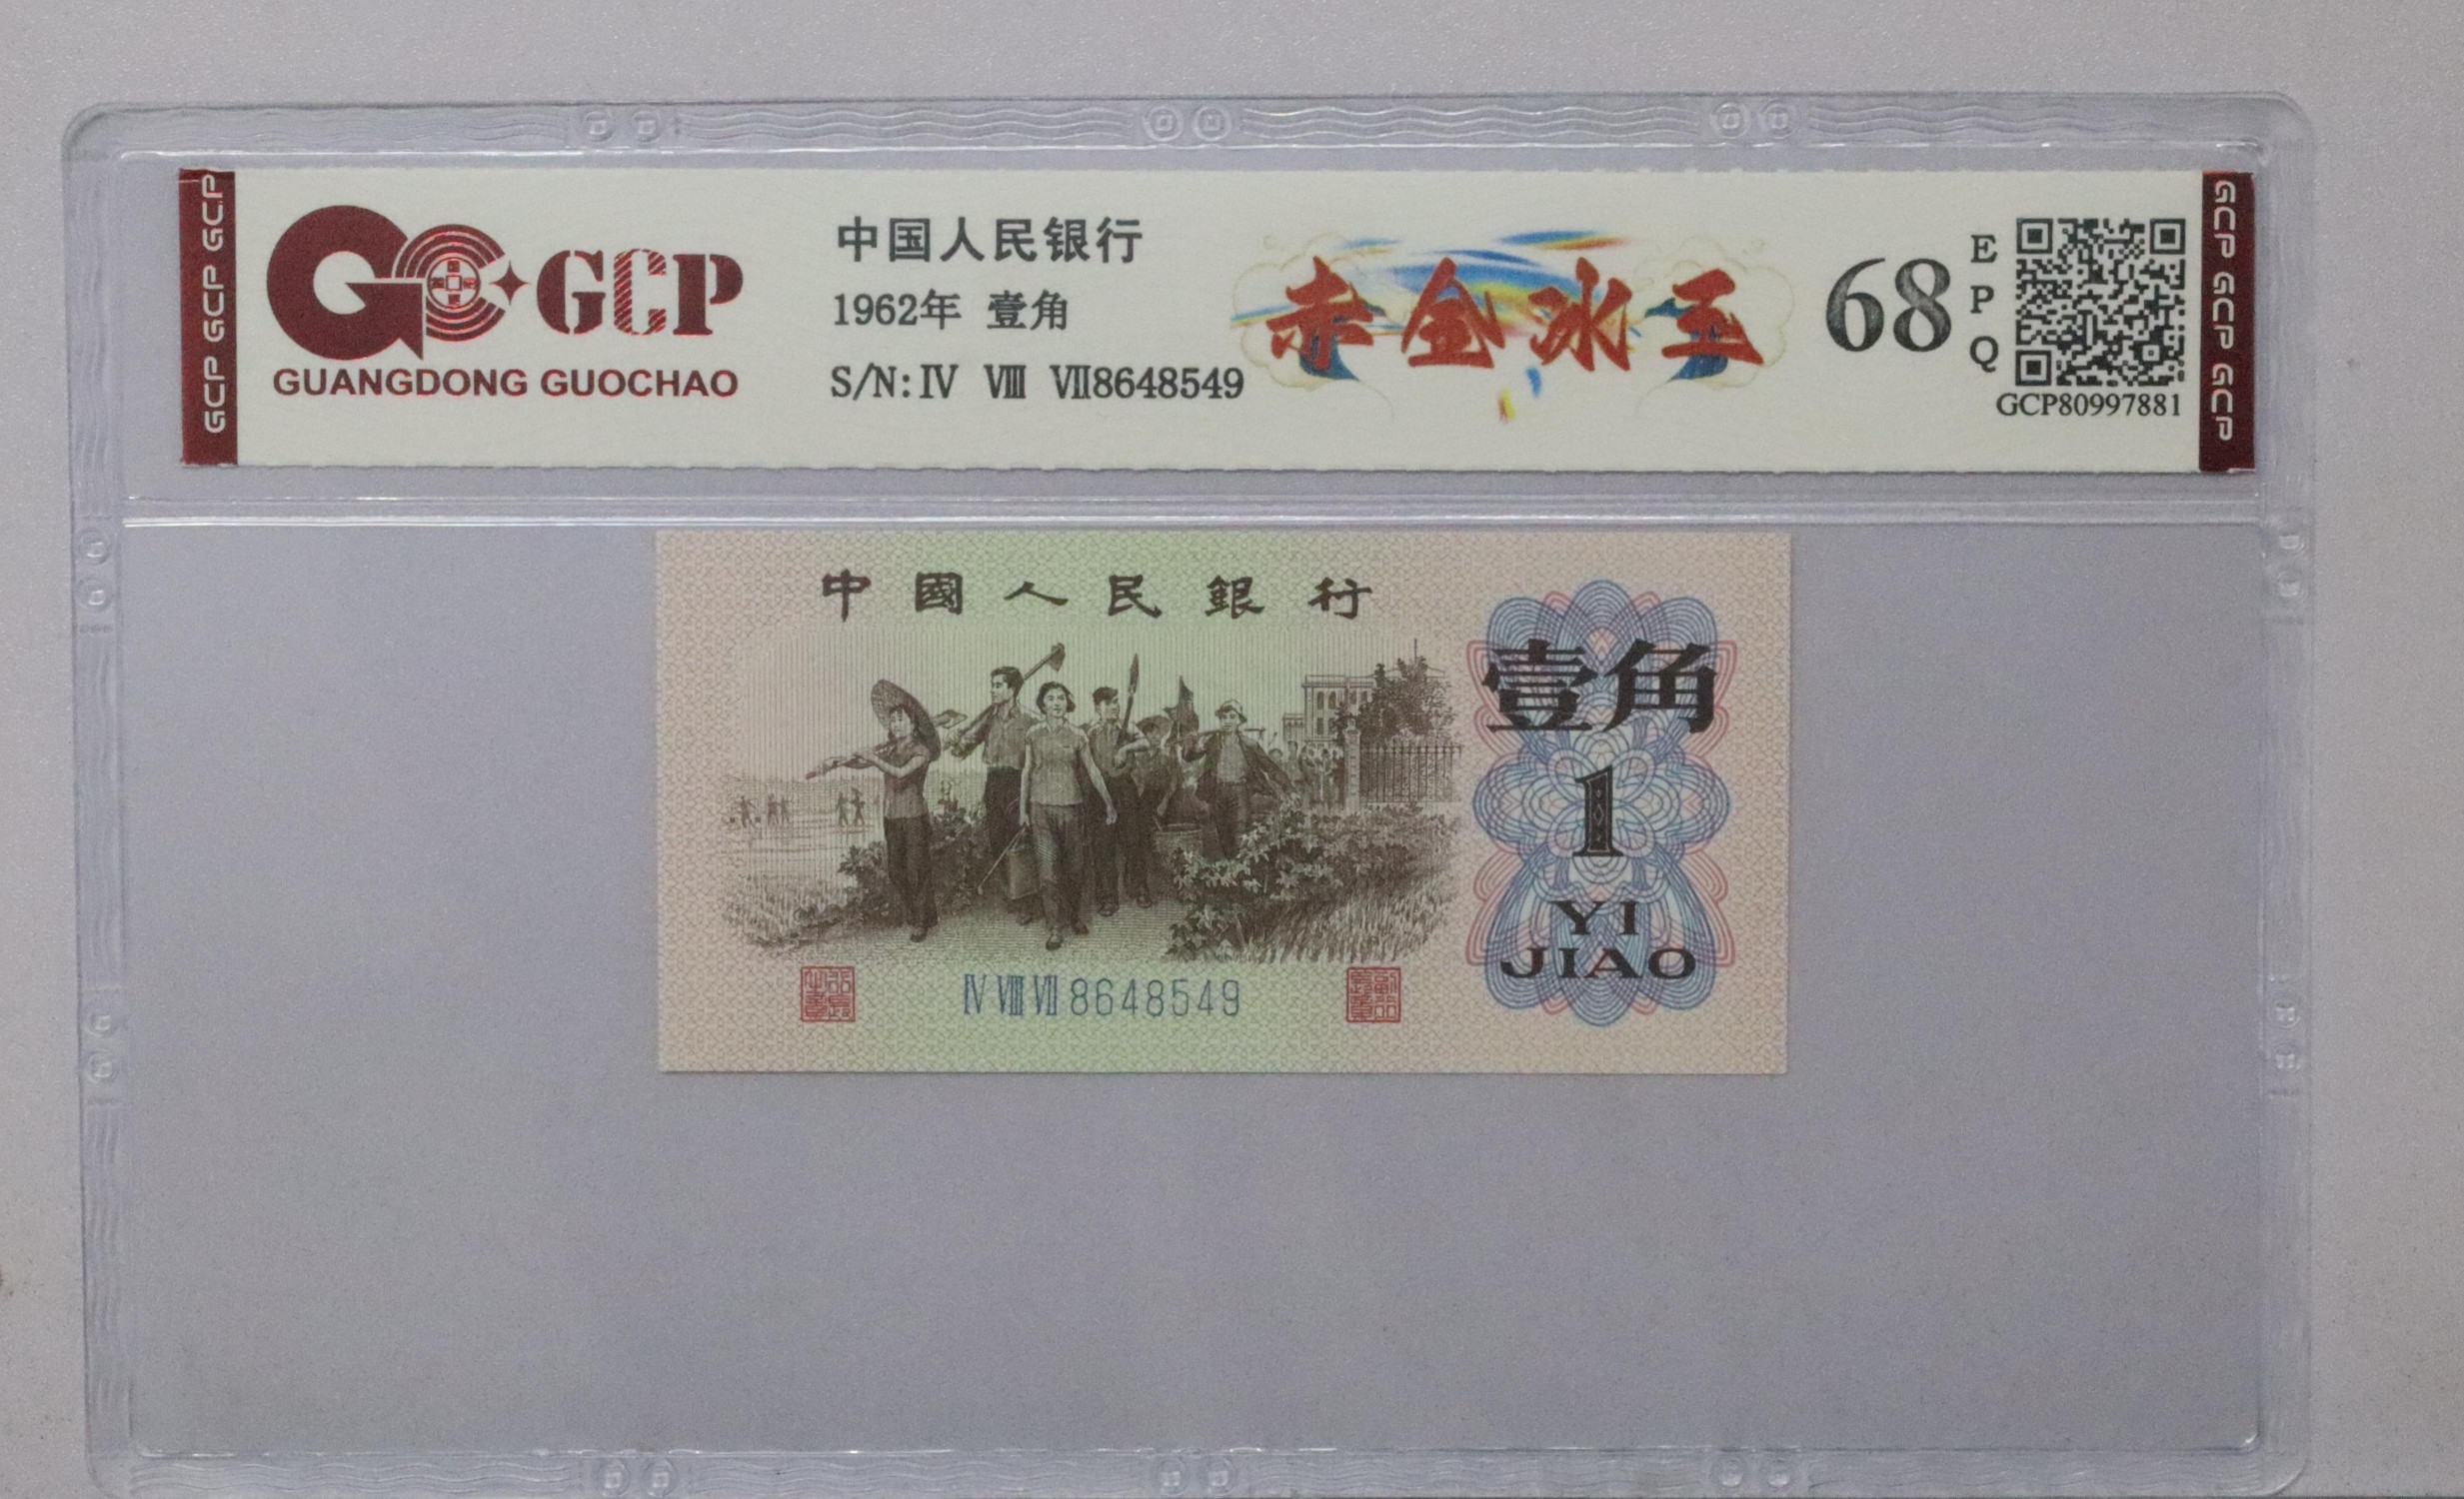 GCP GCP GCP
GCP
GUANGDONG GUOCHAO
中国人民银行
1962年 壹角
S/N:Ⅳ Ⅷ Ⅶ8648549
赤金冰王
68
EPQ
GCP80997881
GCP GCP GCP
中國人民銀行
壹角
1
YI
JIAO
Ⅳ Ⅷ Ⅶ 8648549